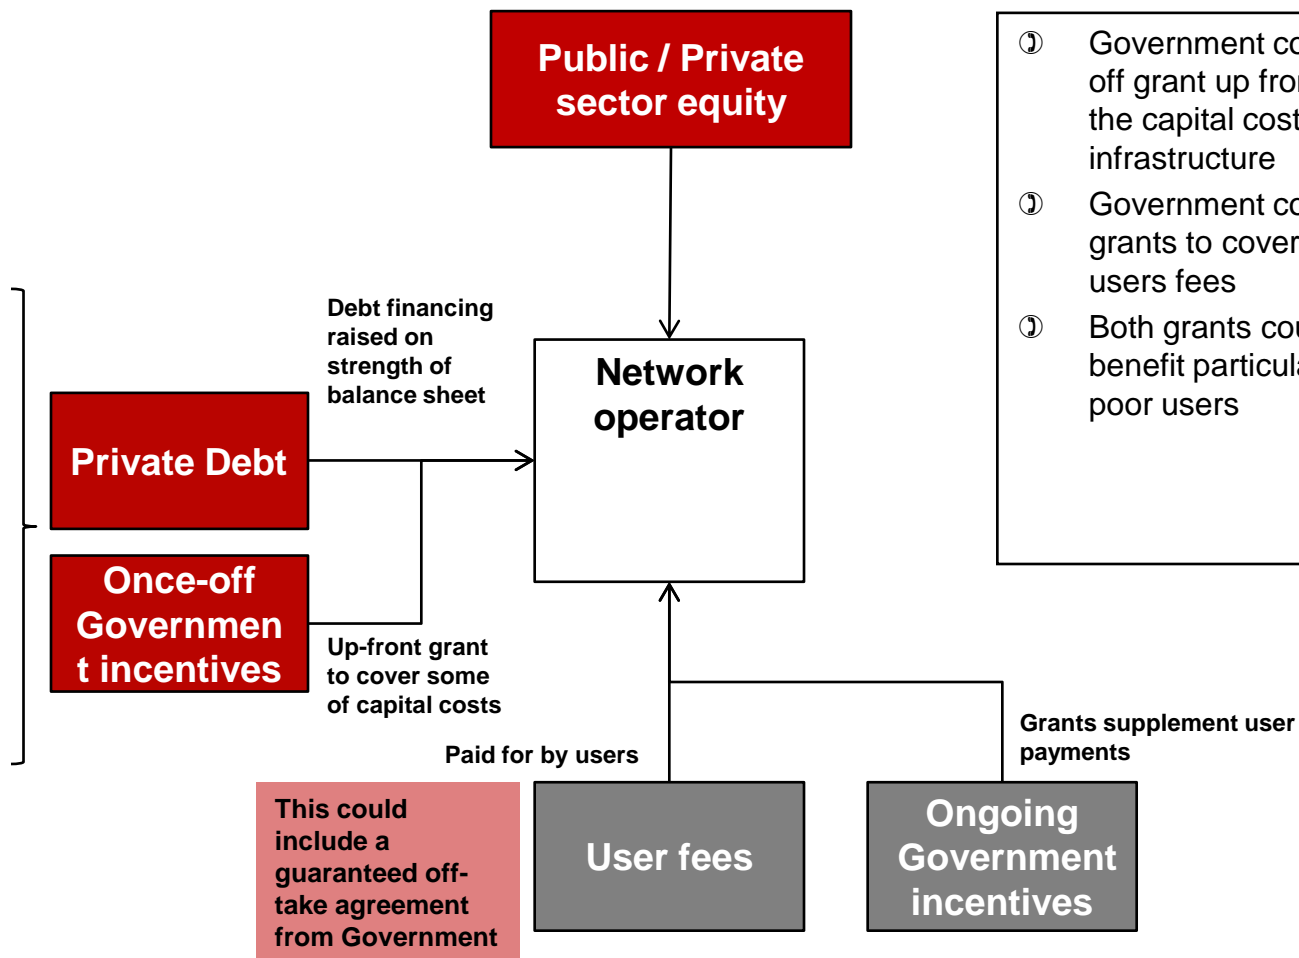 Public / Private
sector equity
Government co
off grant up fro
the capital cost
infrastructure
Government co
grants to cover
users fees
Both grants cou
benefit particula
poor users
Debt financing
raised on
strength of
balance sheet
Network
operator
Private Debt
Once-off
Governmen
t incentives
Up-front grant
to cover some
of capital costs
Grants supplement user
payments
Paid for by users
This could
include a
guaranteed off-
take agreement
from Government
User fees
Ongoing
Government
incentives